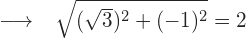 ⟶ √((√3)² + (−1)²) = 2